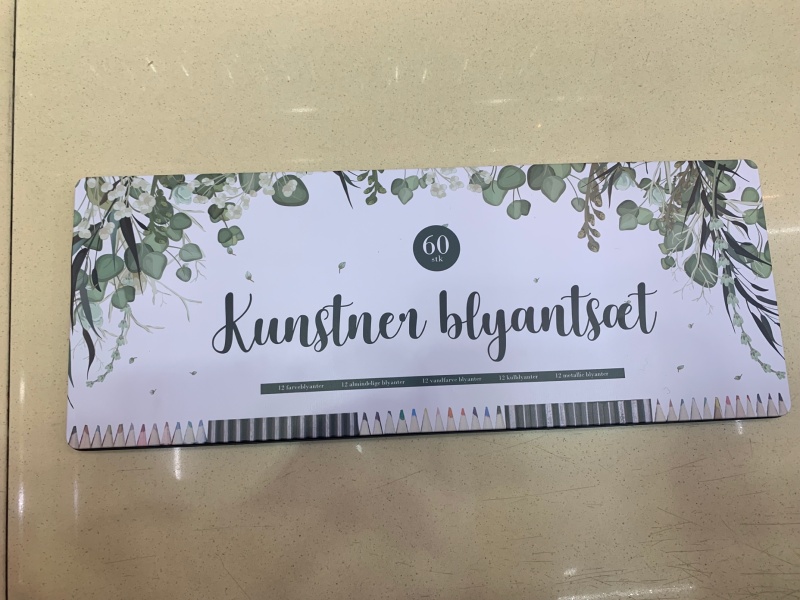 60
stk
Kunstner blyantsæt
12 farveblyanter 12 almindelige blyanter 12 vandfarve blyanter 12 kulblyanter 12 metallic blyanter